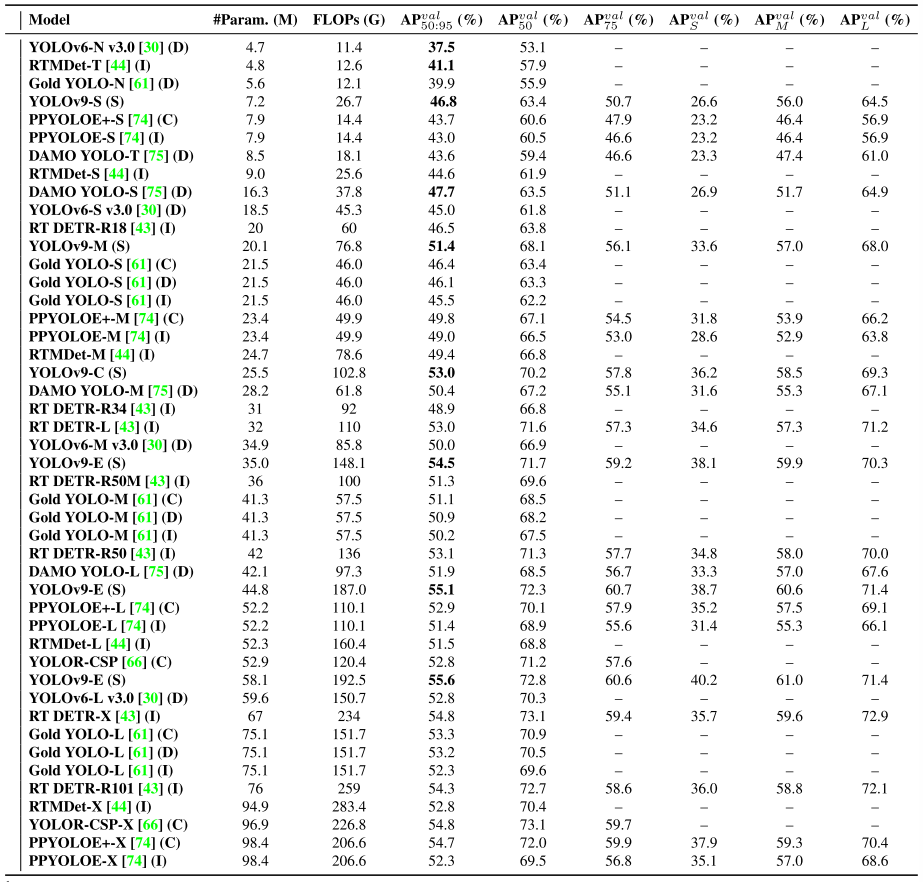 Model #Param. (M) FLOPs (G) AP^{val}_{50:95} (%) AP^{val}_{50} (%) AP^{val}_{75} (%) AP^{val}_{S} (%) AP^{val}_{M} (%) AP^{val}_{L} (%)
YOLOv6-N v3.0 [30] (D) 4.7 11.4 37.5 53.1 – – – –
RTMDet-T [44] (I) 4.8 12.6 41.1 57.9 – – – –
Gold YOLO-N [61] (D) 5.6 12.1 39.9 55.9 – – – –
YOLOv9-S (S) 7.2 26.7 46.8 63.4 50.7 26.6 56.0 64.5
PPYOLOE+-S [74] (C) 7.9 14.4 43.7 60.6 47.9 23.2 46.4 56.9
PPYOLOE-S [74] (I) 7.9 14.4 43.0 60.5 46.6 23.2 46.4 56.9
DAMO YOLO-T [75] (D) 8.5 18.1 43.6 59.4 46.6 23.3 47.4 61.0
RTMDet-S [44] (I) 9.0 25.6 44.6 61.9 – – – –
DAMO YOLO-S [75] (D) 16.3 37.8 47.7 63.5 51.1 26.9 51.7 64.9
YOLOv6-S v3.0 [30] (D) 18.5 45.3 45.0 61.8 – – – –
RT DETR-R18 [43] (I) 20 60 46.5 63.8 – – – –
YOLOv9-M (S) 20.1 76.8 51.4 68.1 56.1 33.6 57.0 68.0
Gold YOLO-S [61] (C) 21.5 46.0 46.4 63.4 – – – –
Gold YOLO-S [61] (D) 21.5 46.0 46.1 63.3 – – – –
Gold YOLO-S [61] (I) 21.5 46.0 45.5 62.2 – – – –
PPYOLOE+-M [74] (C) 23.4 49.9 49.8 67.1 54.5 31.8 53.9 66.2
PPYOLOE-M [74] (I) 23.4 49.9 49.0 66.5 53.0 28.6 52.9 63.8
RTMDet-M [44] (I) 24.7 78.6 49.4 66.8 – – – –
YOLOv9-C (S) 25.5 102.8 53.0 70.2 57.8 36.2 58.5 69.3
DAMO YOLO-M [75] (D) 28.2 61.8 50.4 67.2 55.1 31.6 55.3 67.1
RT DETR-R34 [43] (I) 31 92 48.9 66.8 – – – –
RT DETR-L [43] (I) 32 110 53.0 71.6 57.3 34.6 57.3 71.2
YOLOv6-M v3.0 [30] (D) 34.9 85.8 50.0 66.9 – – – –
YOLOv9-E (S) 35.0 148.1 54.5 71.7 59.2 38.1 59.9 70.3
RT DETR-R50M [43] (I) 36 100 51.3 69.6 – – – –
Gold YOLO-M [61] (C) 41.3 57.5 51.1 68.5 – – – –
Gold YOLO-M [61] (D) 41.3 57.5 50.9 68.2 – – – –
Gold YOLO-M [61] (I) 41.3 57.5 50.2 67.5 – – – –
RT DETR-R50 [43] (I) 42 136 53.1 71.3 57.7 34.8 58.0 70.0
DAMO YOLO-L [75] (D) 42.1 97.3 51.9 68.5 56.7 33.3 57.0 67.6
YOLOv9-E (S) 44.8 187.0 55.1 72.3 60.7 38.7 60.6 71.4
PPYOLOE+-L [74] (C) 52.2 110.1 52.9 70.1 57.9 35.2 57.5 69.1
PPYOLOE-L [74] (I) 52.2 110.1 51.4 68.9 55.6 31.4 55.3 66.1
RTMDet-L [44] (I) 52.3 160.4 51.5 68.8 – – – –
YOLOR-CSP [66] (C) 52.9 120.4 52.8 71.2 57.6 – – –
YOLOv9-E (S) 58.1 192.5 55.6 72.8 60.6 40.2 61.0 71.4
YOLOv6-L v3.0 [30] (D) 59.6 150.7 52.8 70.3 – – – –
RT DETR-X [43] (I) 67 234 54.8 73.1 59.4 35.7 59.6 72.9
Gold YOLO-L [61] (C) 75.1 151.7 53.3 70.9 – – – –
Gold YOLO-L [61] (D) 75.1 151.7 53.2 70.5 – – – –
Gold YOLO-L [61] (I) 75.1 151.7 52.3 69.6 – – – –
RT DETR-R101 [43] (I) 76 259 54.3 72.7 58.6 36.0 58.8 72.1
RTMDet-X [44] (I) 94.9 283.4 52.8 70.4 – – – –
YOLOR-CSP-X [66] (C) 96.9 226.8 54.8 73.1 59.7 – – –
PPYOLOE+-X [74] (C) 98.4 206.6 54.7 72.0 59.9 37.9 59.3 70.4
PPYOLOE-X [74] (I) 98.4 206.6 52.3 69.5 56.8 35.1 57.0 68.6